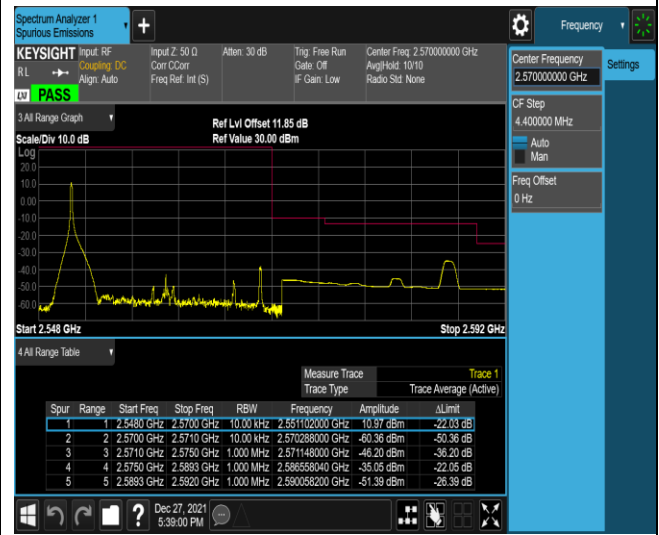 Spectrum Analyzer 1
Spurious Emissions
+
Frequency
KEYSIGHT Input: RF Input Z: 50 Ω Atten: 30 dB Trig: Free Run Center Freq: 2.570000000 GHz
RL Coupling: DC Corr CCorr Gate: Off Avg|Hold: 10/10
Align: Auto Freq Ref: Int (S) IF Gain: Low Radio Std: None
LXI PASS
Center Frequency
2.570000000 GHz
Settings
CF Step
4.400000 MHz
Auto
Man
Freq Offset
0 Hz
3 All Range Graph
Ref Lvl Offset 11.85 dB
Scale/Div 10.0 dB Ref Value 30.00 dBm
Log
20.0
10.0
0.00
-10.0
-20.0
-30.0
-40.0
-50.0
-60.0
Start 2.548 GHz Stop 2.592 GHz
4 All Range Table
Measure Trace Trace 1
Trace Type Trace Average (Active)
Spur Range Start Freq Stop Freq RBW Frequency Amplitude ΔLimit
1 1 2.5480 GHz 2.5700 GHz 10.00 kHz 2.551102000 GHz 10.97 dBm -22.03 dB
2 2 2.5700 GHz 2.5710 GHz 10.00 kHz 2.570288000 GHz -60.36 dBm -50.36 dB
3 3 2.5710 GHz 2.5750 GHz 1.000 MHz 2.571148000 GHz -46.20 dBm -36.20 dB
4 4 2.5750 GHz 2.5893 GHz 1.000 MHz 2.586558040 GHz -35.05 dBm -22.05 dB
5 5 2.5893 GHz 2.5920 GHz 1.000 MHz 2.590058200 GHz -51.39 dBm -26.39 dB
? Dec 27, 2021
5:39:00 PM